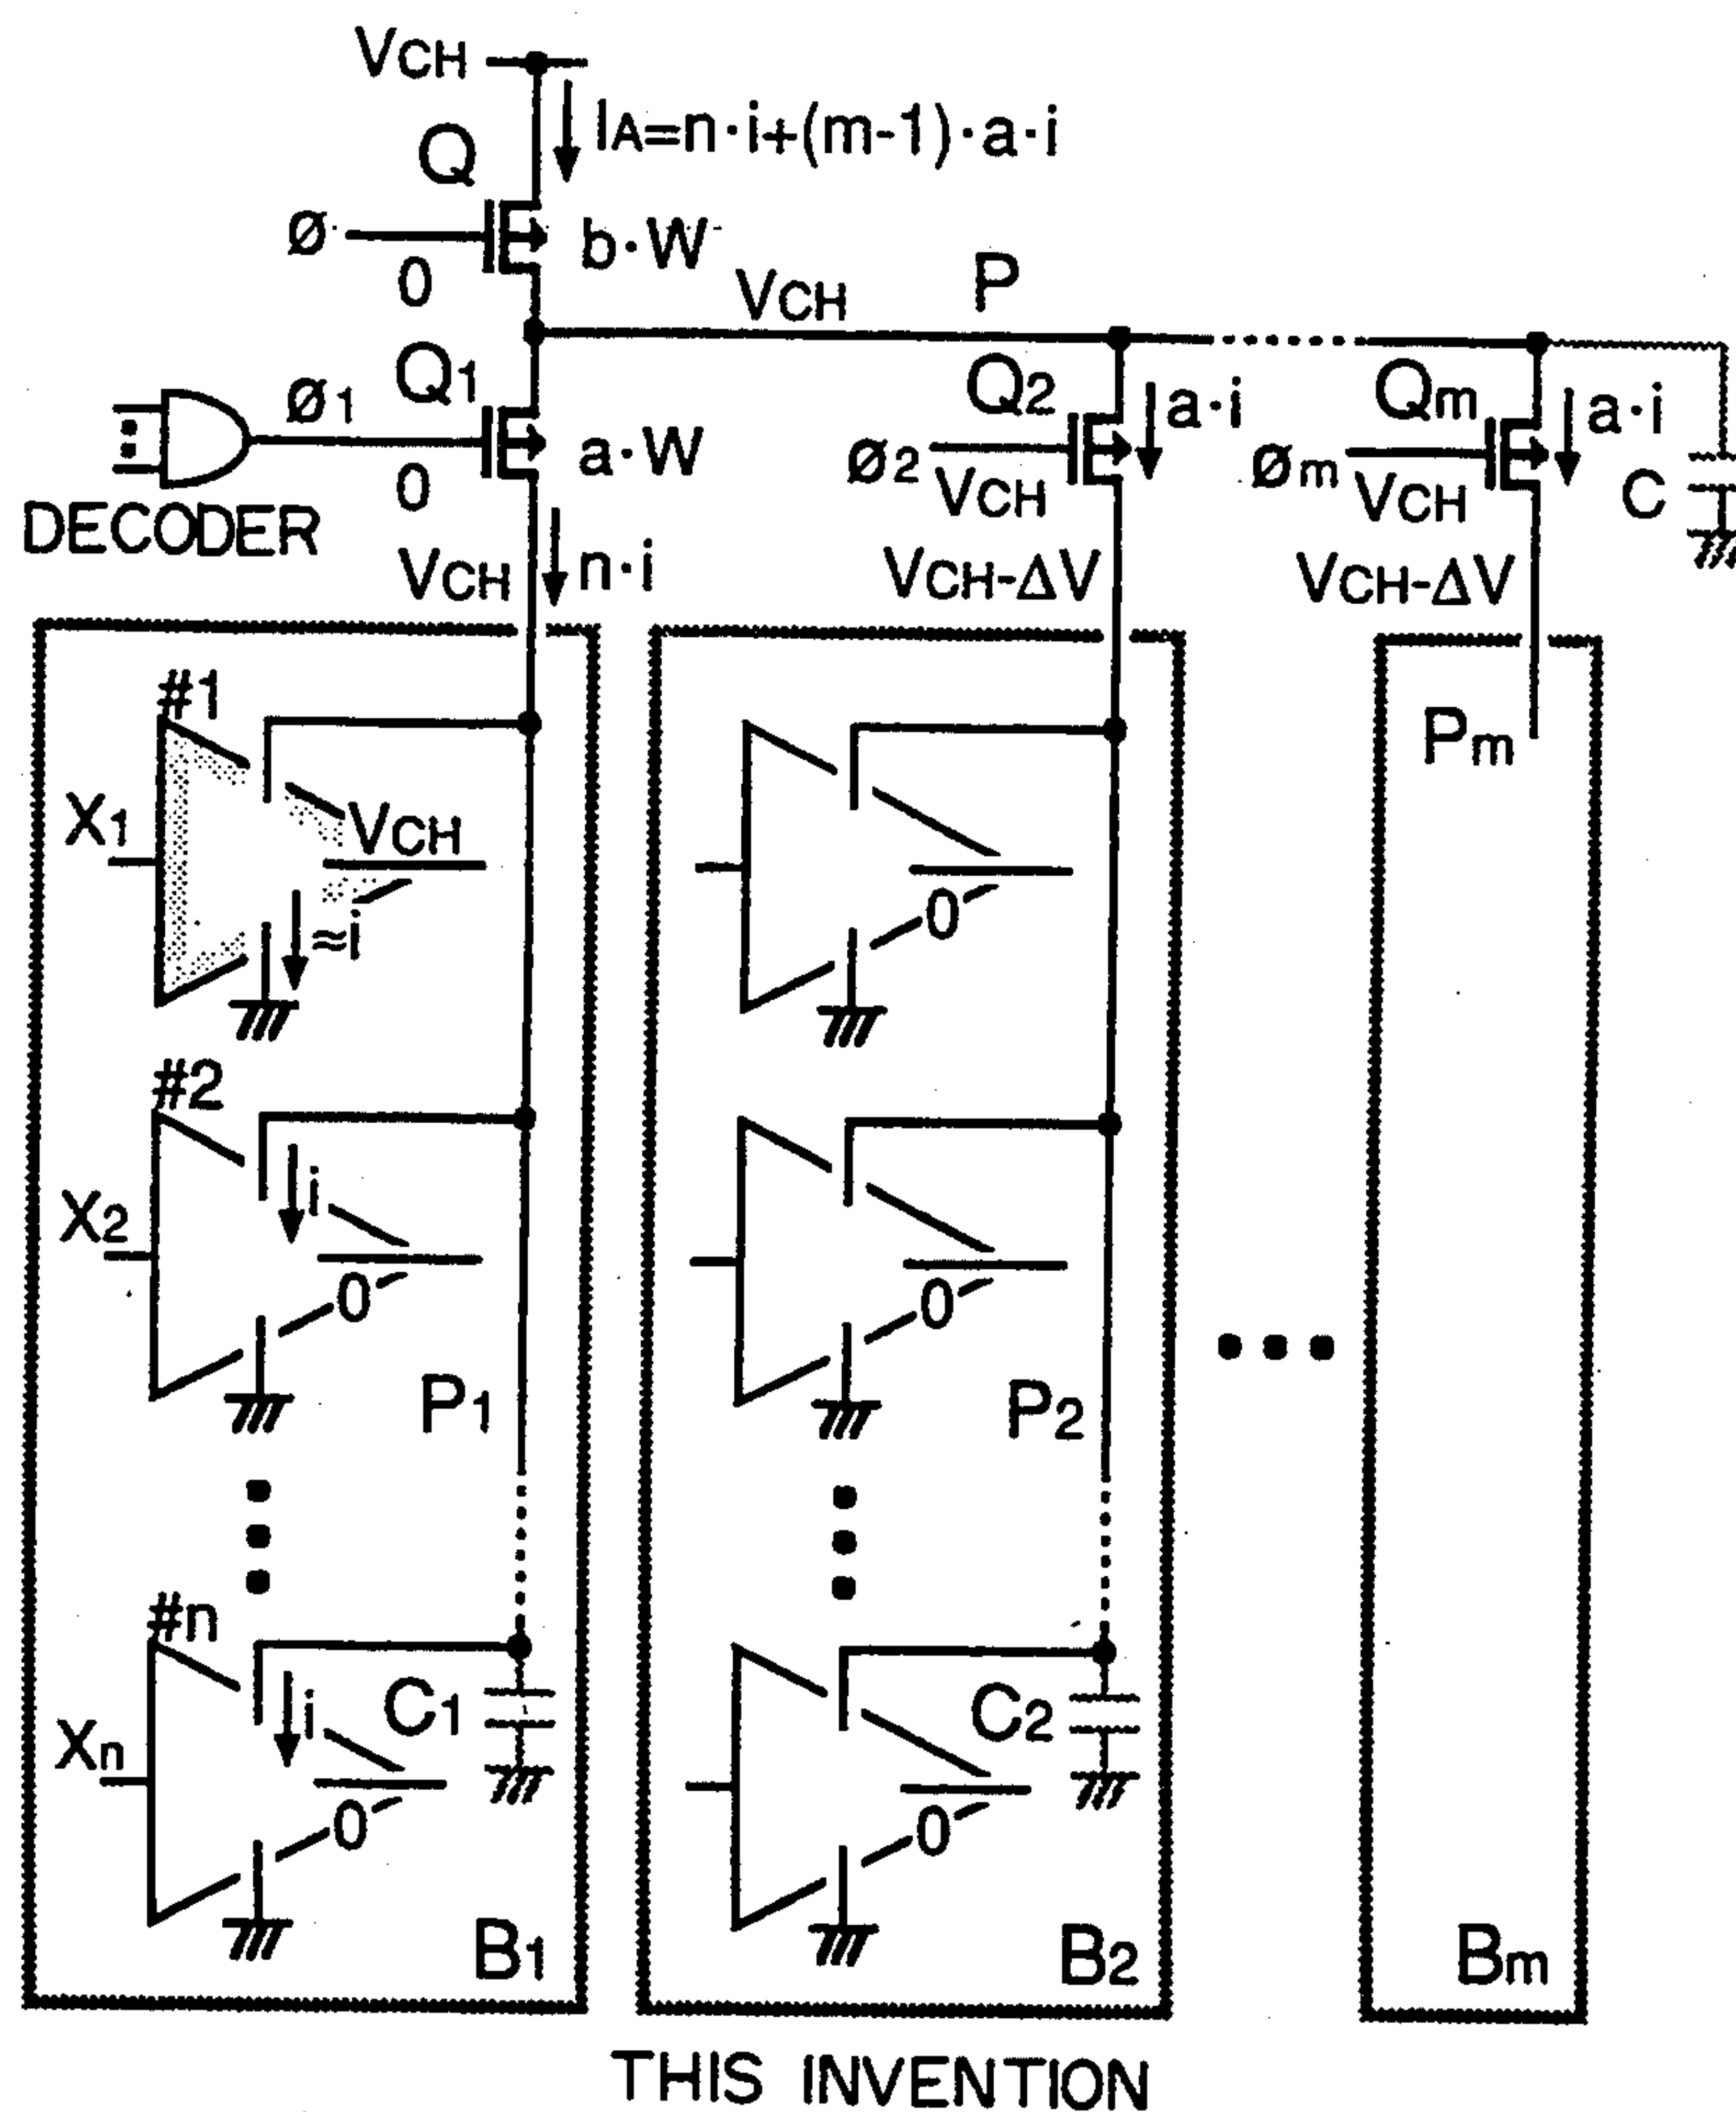 VCH
IA=n·i+(m-1)·a·i
Q
ø
0
b·W
VCH
P
Q1
ø1
0
a·W
DECODER
VCH
n·i
Q2
a·i
ø2
VCH
VCH-ΔV
Qm
a·i
øm
VCH
C
VCH-ΔV
#1
X1
VCH
≈i
#2
X2
i
0
P1
#n
Xn
i
0
C1
B1
0
0
P2
0
C2
B2
Pm
Bm
THIS INVENTION